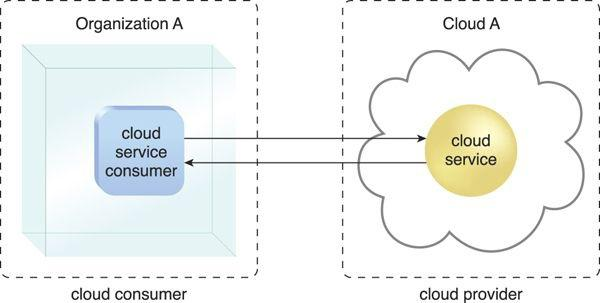 Organization A
Cloud A
cloud
service
consumer
cloud
service
cloud consumer
cloud provider